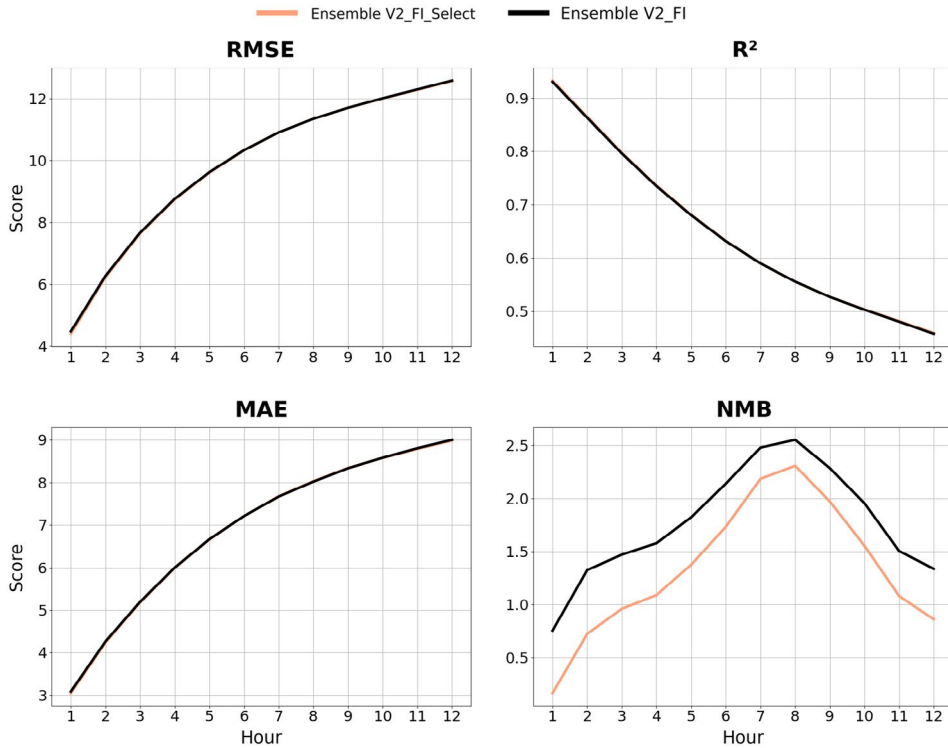 Ensemble V2_FI_Select Ensemble V2_FI
RMSE
Score
12
10
8
6
4
1 2 3 4 5 6 7 8 9 10 11 12
R²
0.9
0.8
0.7
0.6
0.5
1 2 3 4 5 6 7 8 9 10 11 12
MAE
Score
9
8
7
6
5
4
3
1 2 3 4 5 6 7 8 9 10 11 12
Hour
NMB
2.5
2.0
1.5
1.0
0.5
1 2 3 4 5 6 7 8 9 10 11 12
Hour